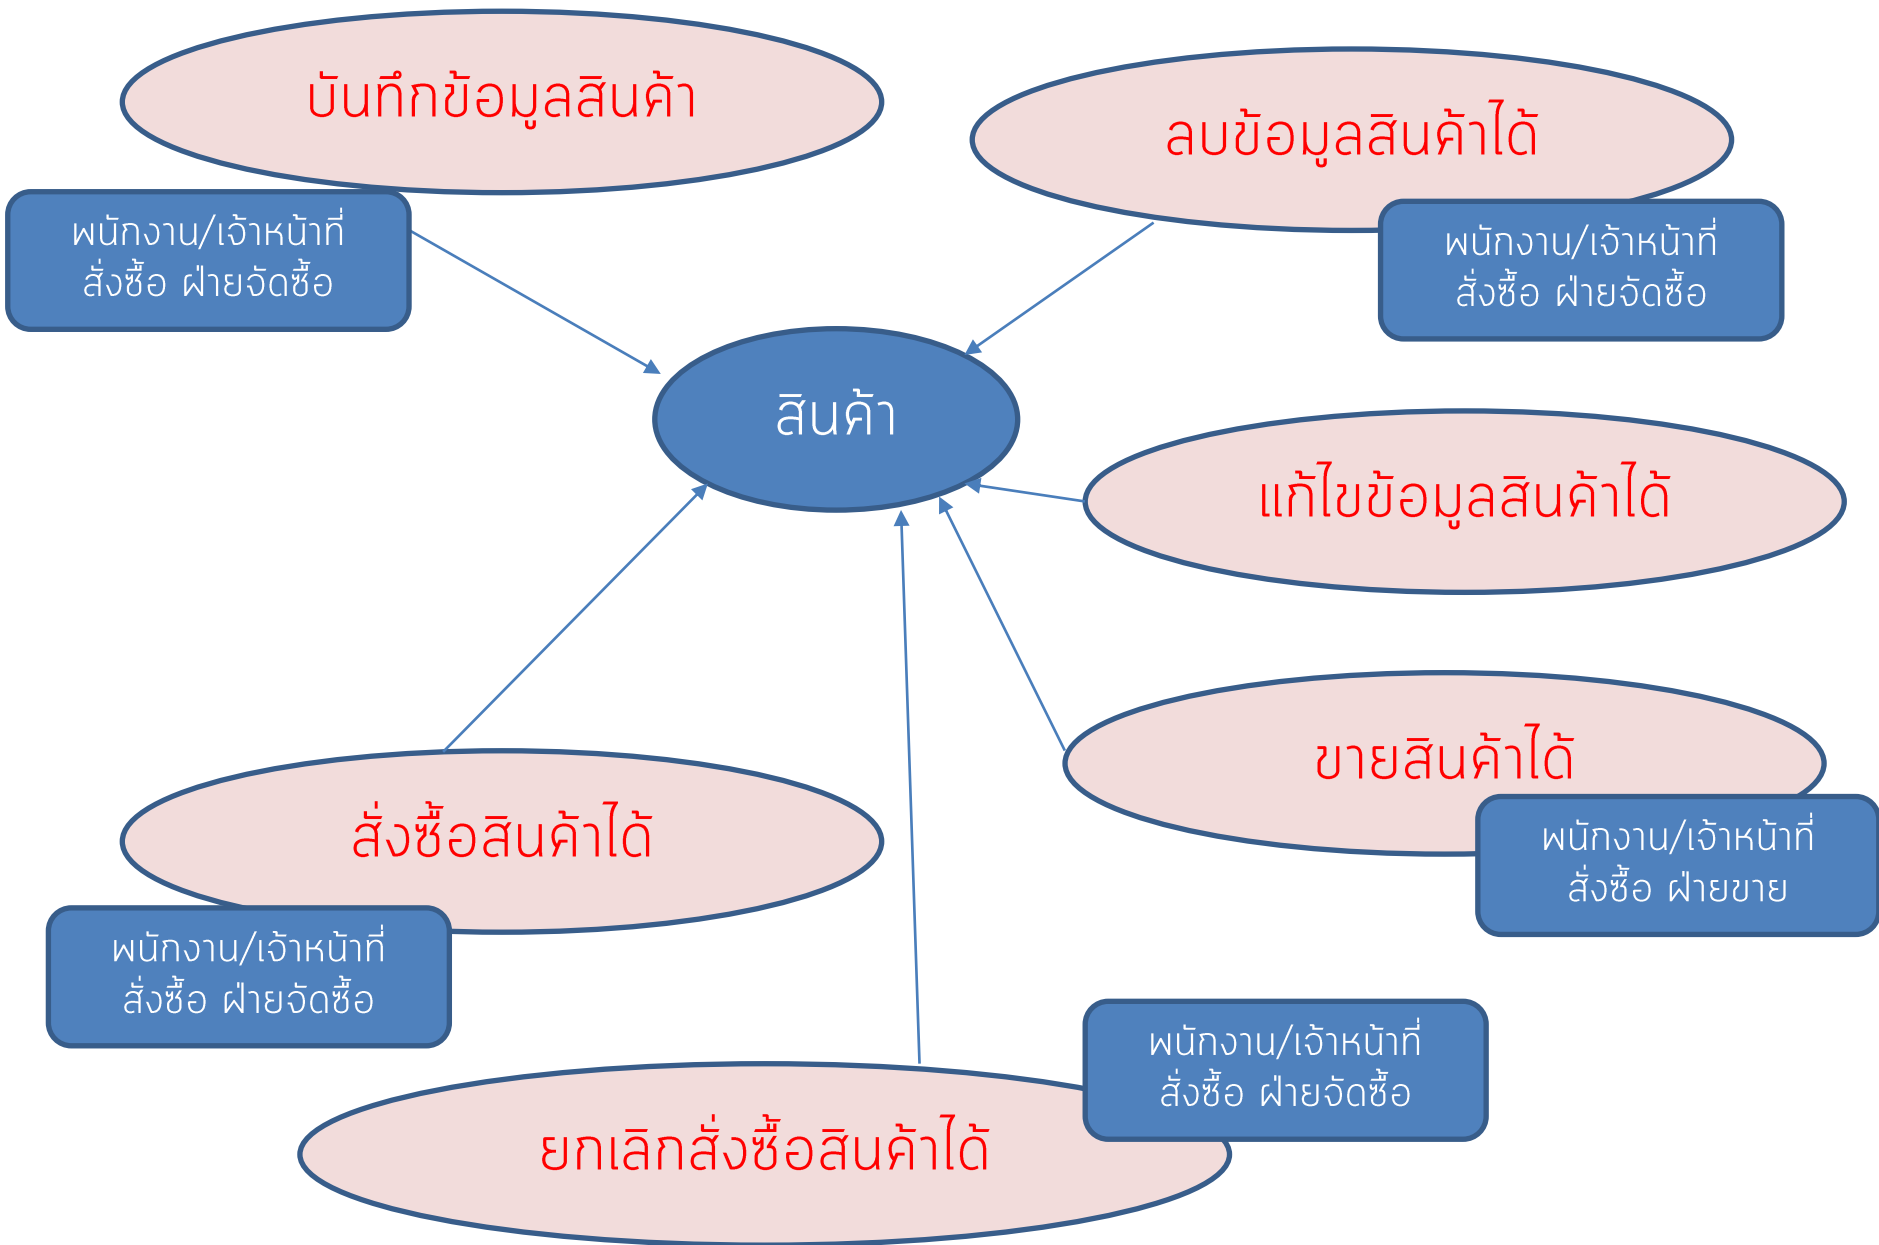 บันทึกข้อมูลสินค้า
ลบข้อมูลสินค้าได้
พนักงาน/เจ้าหน้าที่
สั่งซื้อ ฝ่ายจัดซื้อ
พนักงาน/เจ้าหน้าที่
สั่งซื้อ ฝ่ายจัดซื้อ
สินค้า
แก้ไขข้อมูลสินค้าได้
ขายสินค้าได้
พนักงาน/เจ้าหน้าที่
สั่งซื้อ ฝ่ายขาย
สั่งซื้อสินค้าได้
พนักงาน/เจ้าหน้าที่
สั่งซื้อ ฝ่ายจัดซื้อ
พนักงาน/เจ้าหน้าที่
สั่งซื้อ ฝ่ายจัดซื้อ
ยกเลิกสั่งซื้อสินค้าได้